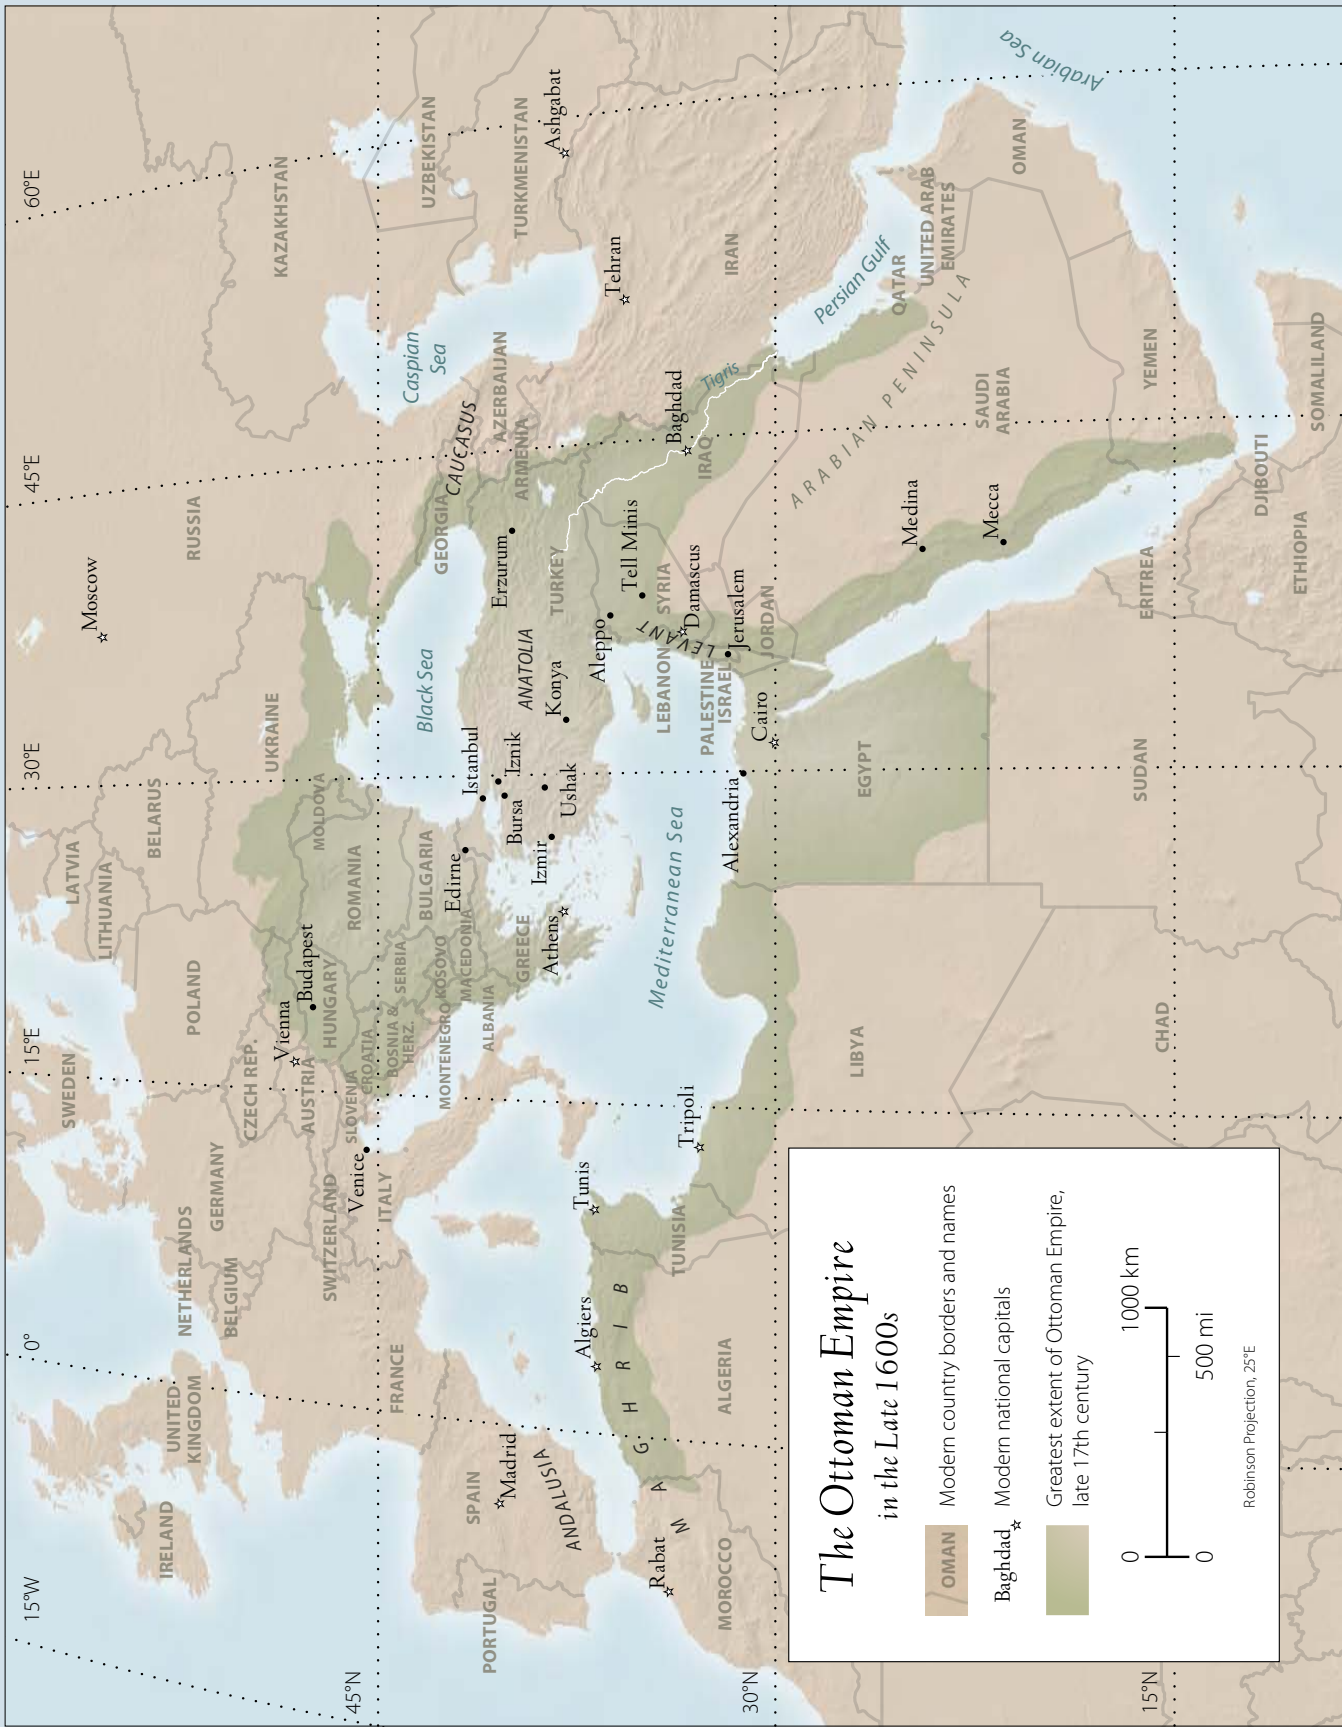 15°W
0°
15°E
30°E
45°E
60°E
45°N
30°N
15°N
IRELAND
UNITED
KINGDOM
NETHERLANDS
BELGIUM
GERMANY
SWEDEN
LATVIA
LITHUANIA
BELARUS
POLAND
CZECH REP.
RUSSIA
Moscow
KAZAKHSTAN
UKRAINE
FRANCE
SWITZERLAND
AUSTRIA
Vienna
SLOVENIA
HUNGARY
Budapest
CROATIA
BOSNIA &
HERZ.
SERBIA
ROMANIA
MOLDOVA
BULGARIA
KOSOVO
MONTENEGRO
MACEDONIA
ALBANIA
GREECE
Athens
ITALY
Venice
PORTUGAL
SPAIN
Madrid
ANDALUSIA
Black Sea
Caspian
Sea
CAUCASUS
GEORGIA
ARMENIA
AZERBAIJAN
UZBEKISTAN
TURKMENISTAN
Ashgabat
Edirne
Istanbul
Iznik
Bursa
Ushak
Izmir
Konya
ANATOLIA
TURKEY
Erzurum
Aleppo
Tell Minis
SYRIA
Damascus
LEVANT
LEBANON
PALESTINE
ISRAEL
Jerusalem
JORDAN
IRAQ
Baghdad
Tigris
Tehran
IRAN
Mediterranean Sea
Rabat
MOROCCO
MAGHRIB
Algiers
ALGERIA
Tunis
TUNISIA
Tripoli
LIBYA
Alexandria
Cairo
EGYPT
Persian Gulf
QATAR
UNITED ARAB
EMIRATES
OMAN
Arabian Sea
ARABIAN PENINSULA
SAUDI
ARABIA
Medina
Mecca
YEMEN
CHAD
SUDAN
ERITREA
DJIBOUTI
ETHIOPIA
SOMALILAND
The Ottoman Empire
in the Late 1600s
OMAN Modern country borders and names
Baghdad Modern national capitals
Greatest extent of Ottoman Empire,
late 17th century
0 1000 km
0 500 mi
Robinson Projection, 25°E